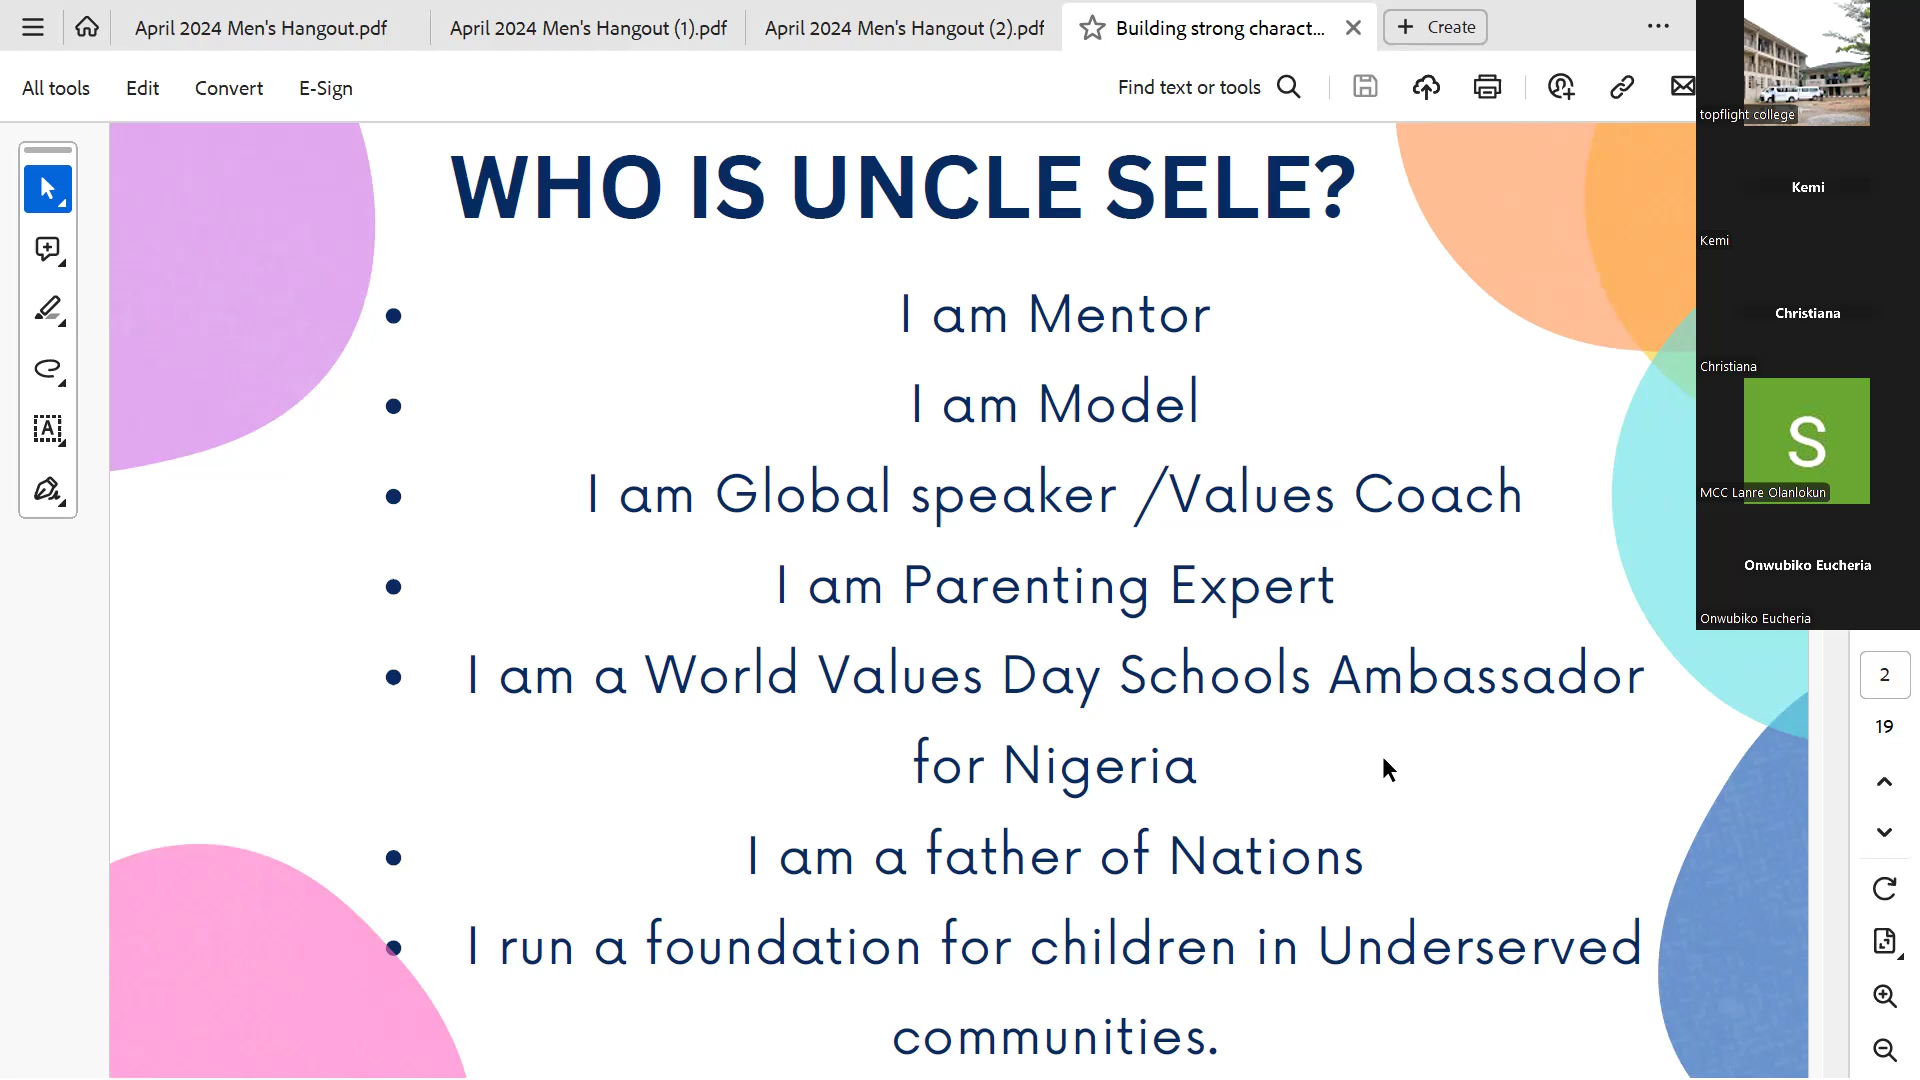 April 2024 Men's Hangout.pdf
April 2024 Men's Hangout (1).pdf
April 2024 Men's Hangout (2).pdf
Building strong charact...
Create
All tools
Edit
Convert
E-Sign
Find text or tools
WHO IS UNCLE SELE?
I am Mentor
I am Model
I am Global speaker /Values Coach
I am Parenting Expert
I am a World Values Day Schools Ambassador
for Nigeria
I am a father of Nations
I run a foundation for children in Underserved
communities.
topflight college
Kemi
Kemi
Christiana
Christiana
S
MCC Lanre Olanlokun
Onwubiko Eucheria
Onwubiko Eucheria
2
19